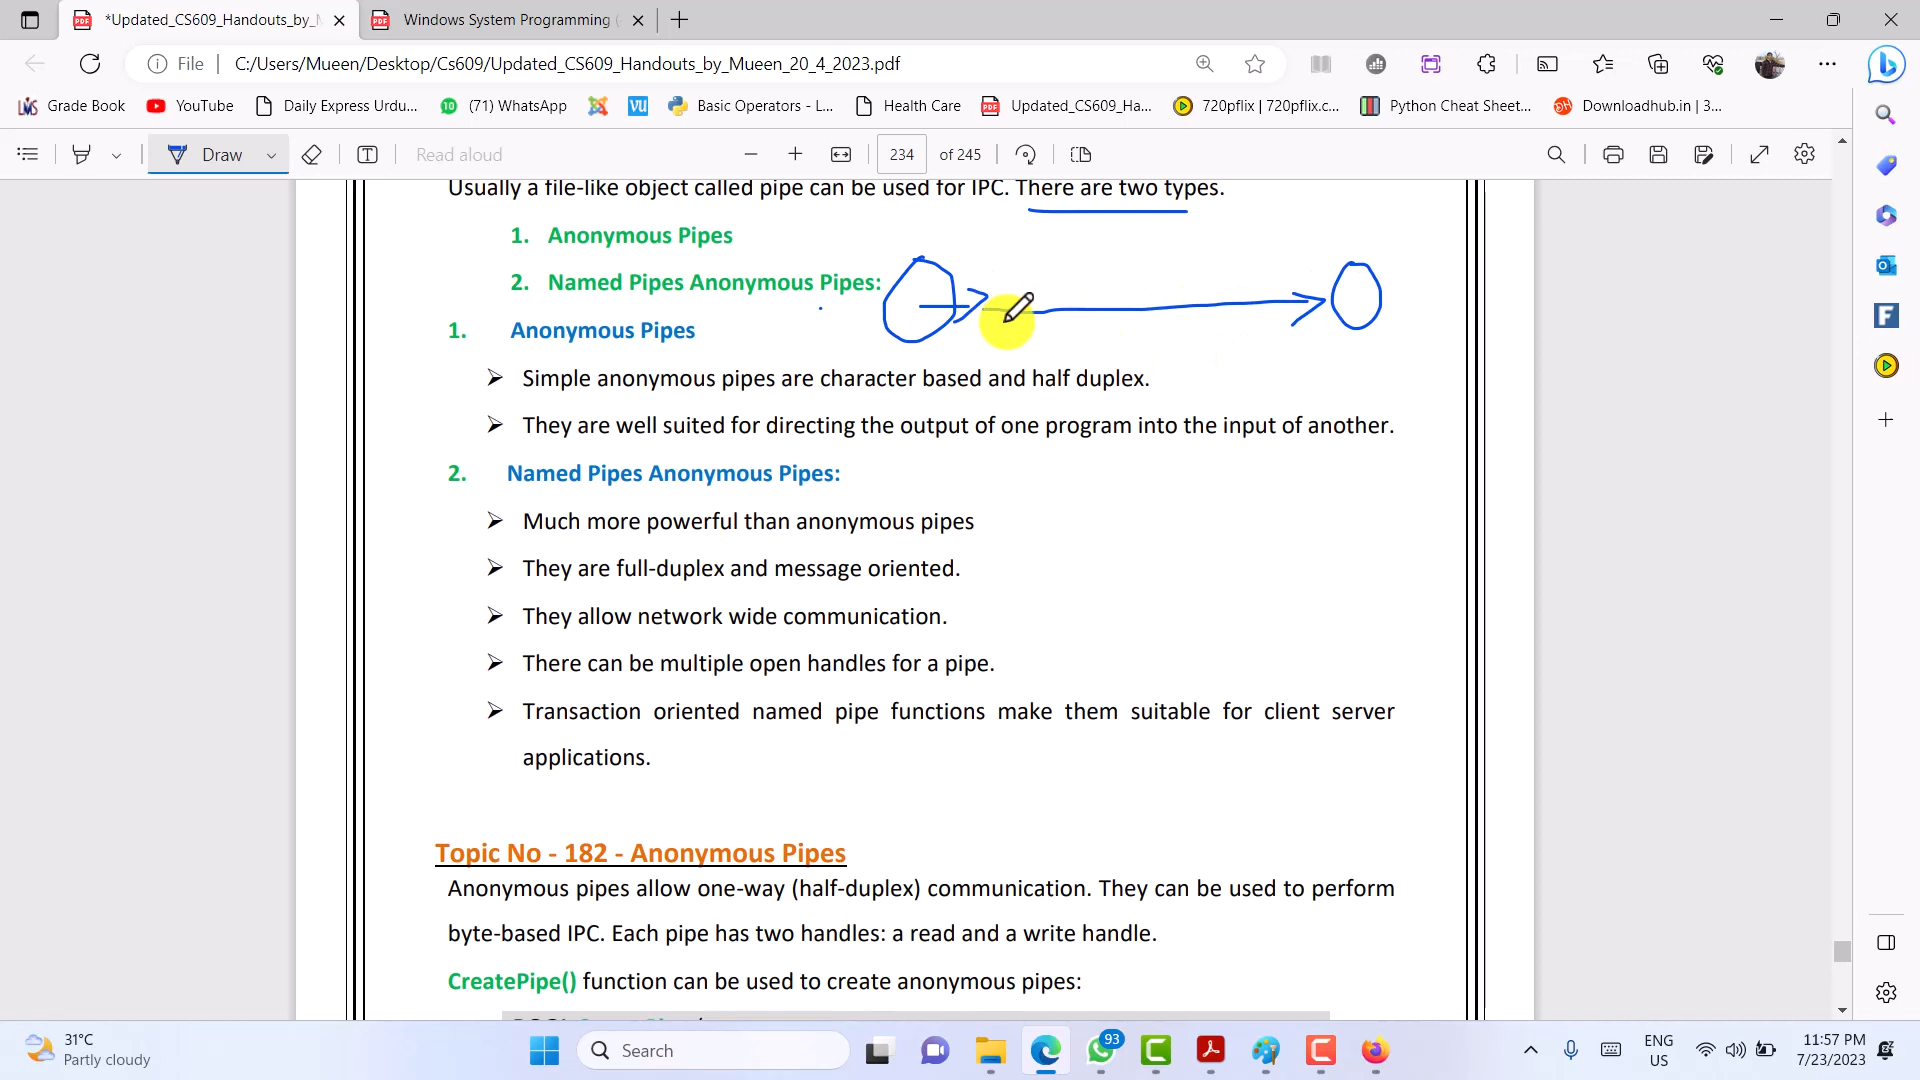 *Updated_CS609_Handouts_by_M
Windows System Programming (
File
C:/Users/Mueen/Desktop/Cs609/Updated_CS609_Handouts_by_Mueen_20_4_2023.pdf
Grade Book
YouTube
Daily Express Urdu...
10
(71) WhatsApp
VU
Basic Operators - L...
Health Care
Updated_CS609_Ha...
720pflix | 720pflix.c...
Python Cheat Sheet...
Downloadhub.in | 3...
Draw
Read aloud
234
of 245
Usually a file-like object called pipe can be used for IPC. There are two types.
1. Anonymous Pipes
2. Named Pipes Anonymous Pipes:
1. Anonymous Pipes
Simple anonymous pipes are character based and half duplex.
They are well suited for directing the output of one program into the input of another.
2. Named Pipes Anonymous Pipes:
Much more powerful than anonymous pipes
They are full-duplex and message oriented.
They allow network wide communication.
There can be multiple open handles for a pipe.
Transaction oriented named pipe functions make them suitable for client server
applications.
Topic No - 182 - Anonymous Pipes
Anonymous pipes allow one-way (half-duplex) communication. They can be used to perform
byte-based IPC. Each pipe has two handles: a read and a write handle.
CreatePipe() function can be used to create anonymous pipes:
31°C
Partly cloudy
Search
93
ENG
US
11:57 PM
7/23/2023